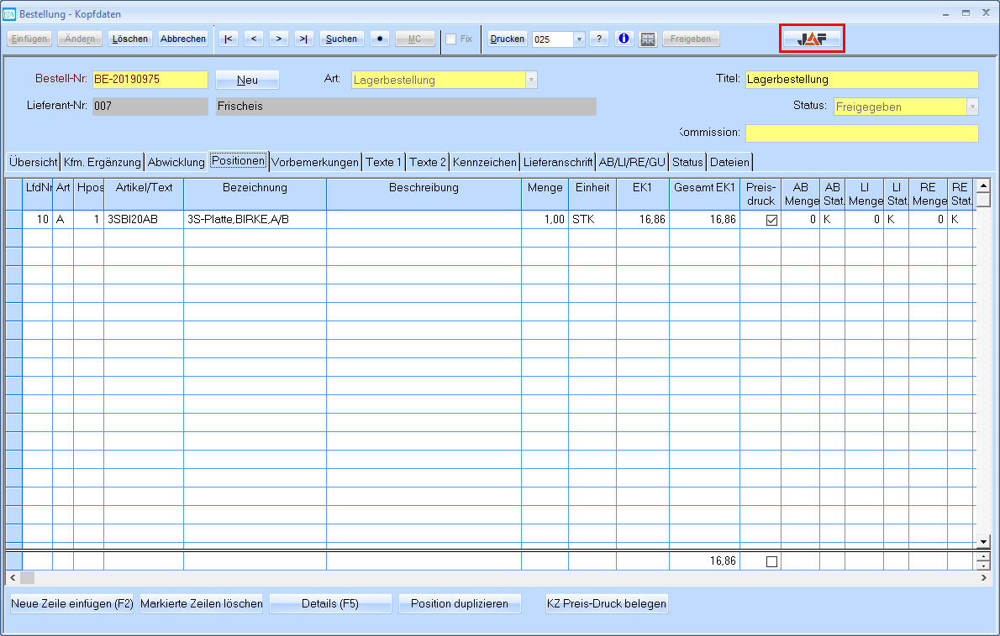 EDV Bestellung - Kopfdaten
Einfügen Ändern Löschen Abbrechen |< < > >| Suchen * MC Fix Drucken 025 ? i Freigeben JAF
Bestell-Nr: BE-20190975 Neu Art: Lagerbestellung Titel: Lagerbestellung
Lieferant-Nr: 007 Frischeis Status: Freigegeben
Kommission:
Übersicht Kfm. Ergänzung Abwicklung Positionen Vorbemerkungen Texte 1 Texte 2 Kennzeichen Lieferanschrift AB/LI/RE/GU Status Dateien
LfdNr Art Hpos Artikel/Text Bezeichnung Beschreibung Menge Einheit EK1 Gesamt EK1 Preis- AB AB LI LI RE RE
druck Menge Stat. Menge Stat. Menge Stat.
10 A 1 3SBI20AB 3S-Platte,BIRKE,A/B 1,00 STK 16,86 16,86 0 K 0 K 0 K
16,86
Neue Zeile einfügen (F2) Markierte Zeilen löschen Details (F5) Position duplizieren KZ Preis-Druck belegen